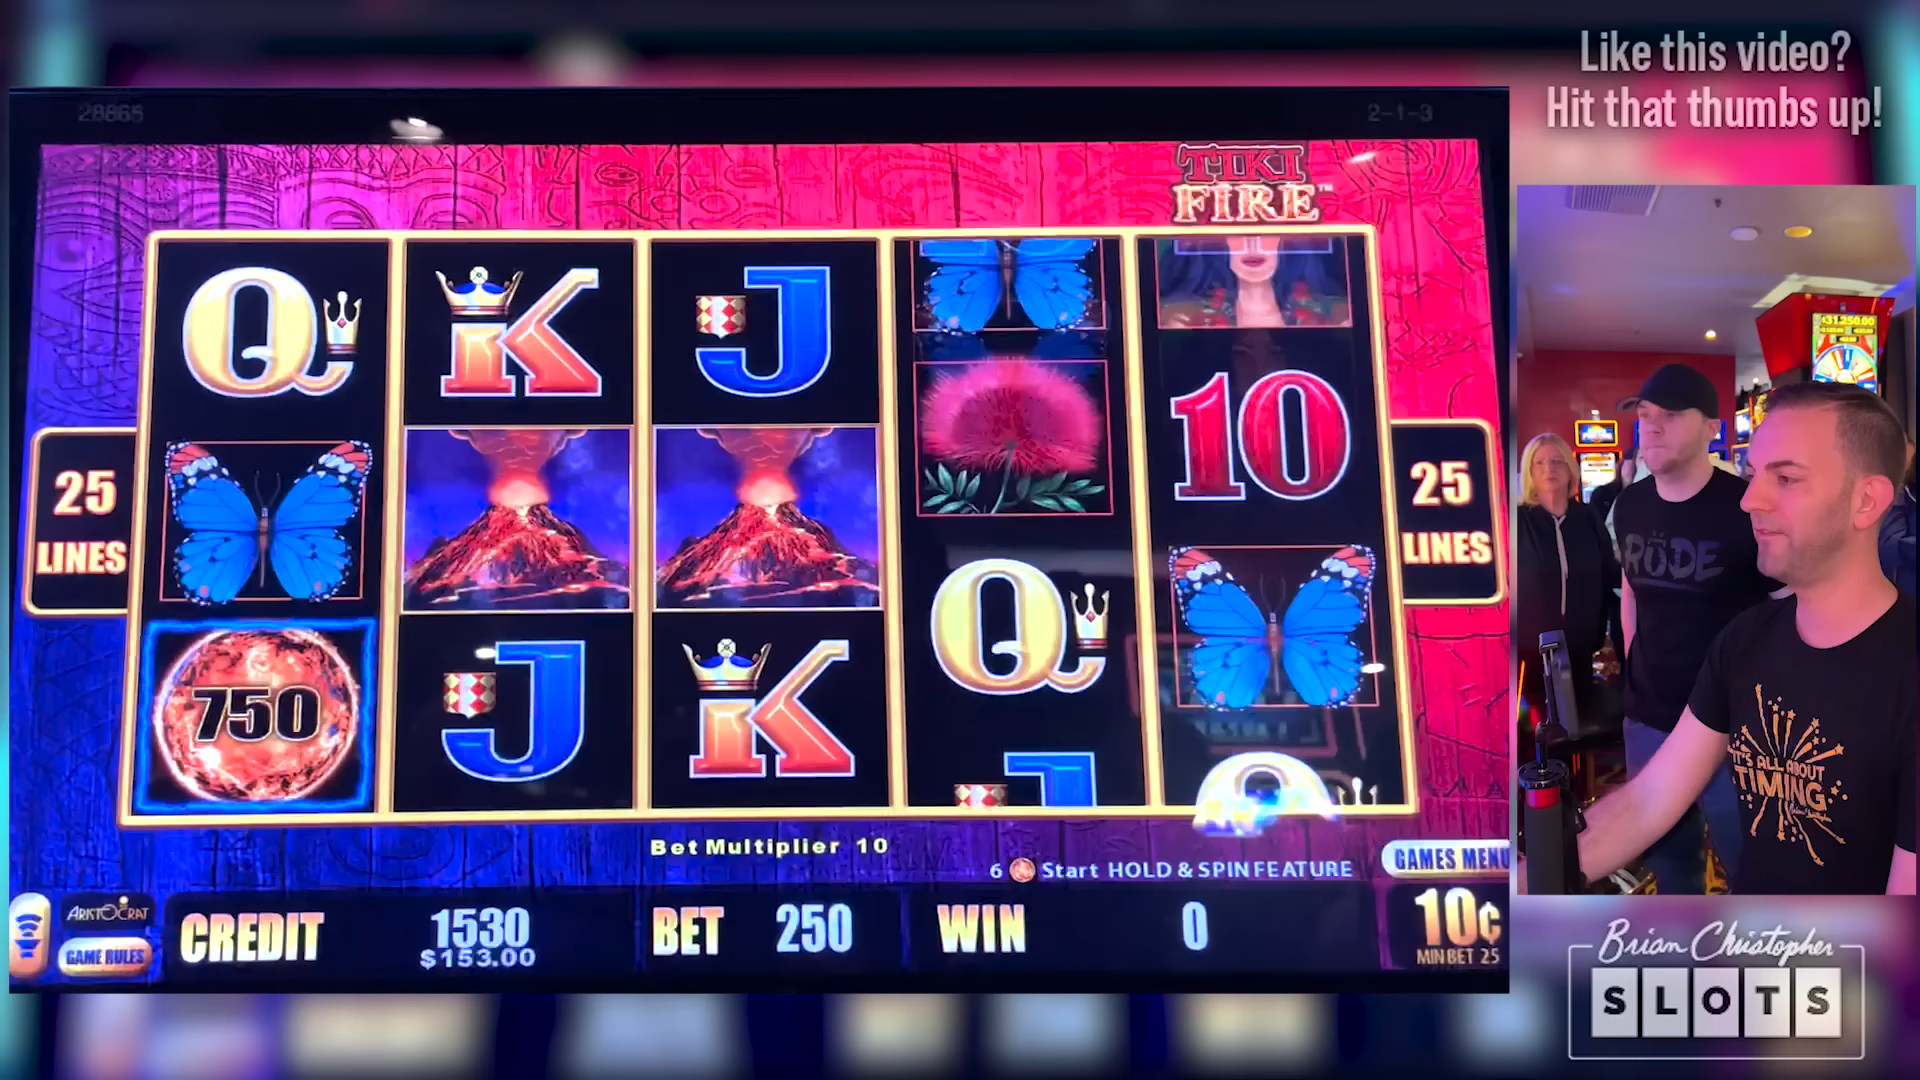 Like this video?
Hit that thumbs up!
28865
2-1-3
TIKI
FIRE™
Q
K
J
10
25
LINES
25
LINES
RÜDE
750
J
K
Q
J
IT'S ALL ABOUT
TIMING
Q
Bet Multiplier 10
6 Start HOLD & SPIN FEATURE
GAMES MENU
ARISTOCRAT
GAME RULES
CREDIT
1530
$153.00
BET 250
WIN 0
10¢
MIN BET 25
Brian Christopher
SLOTS